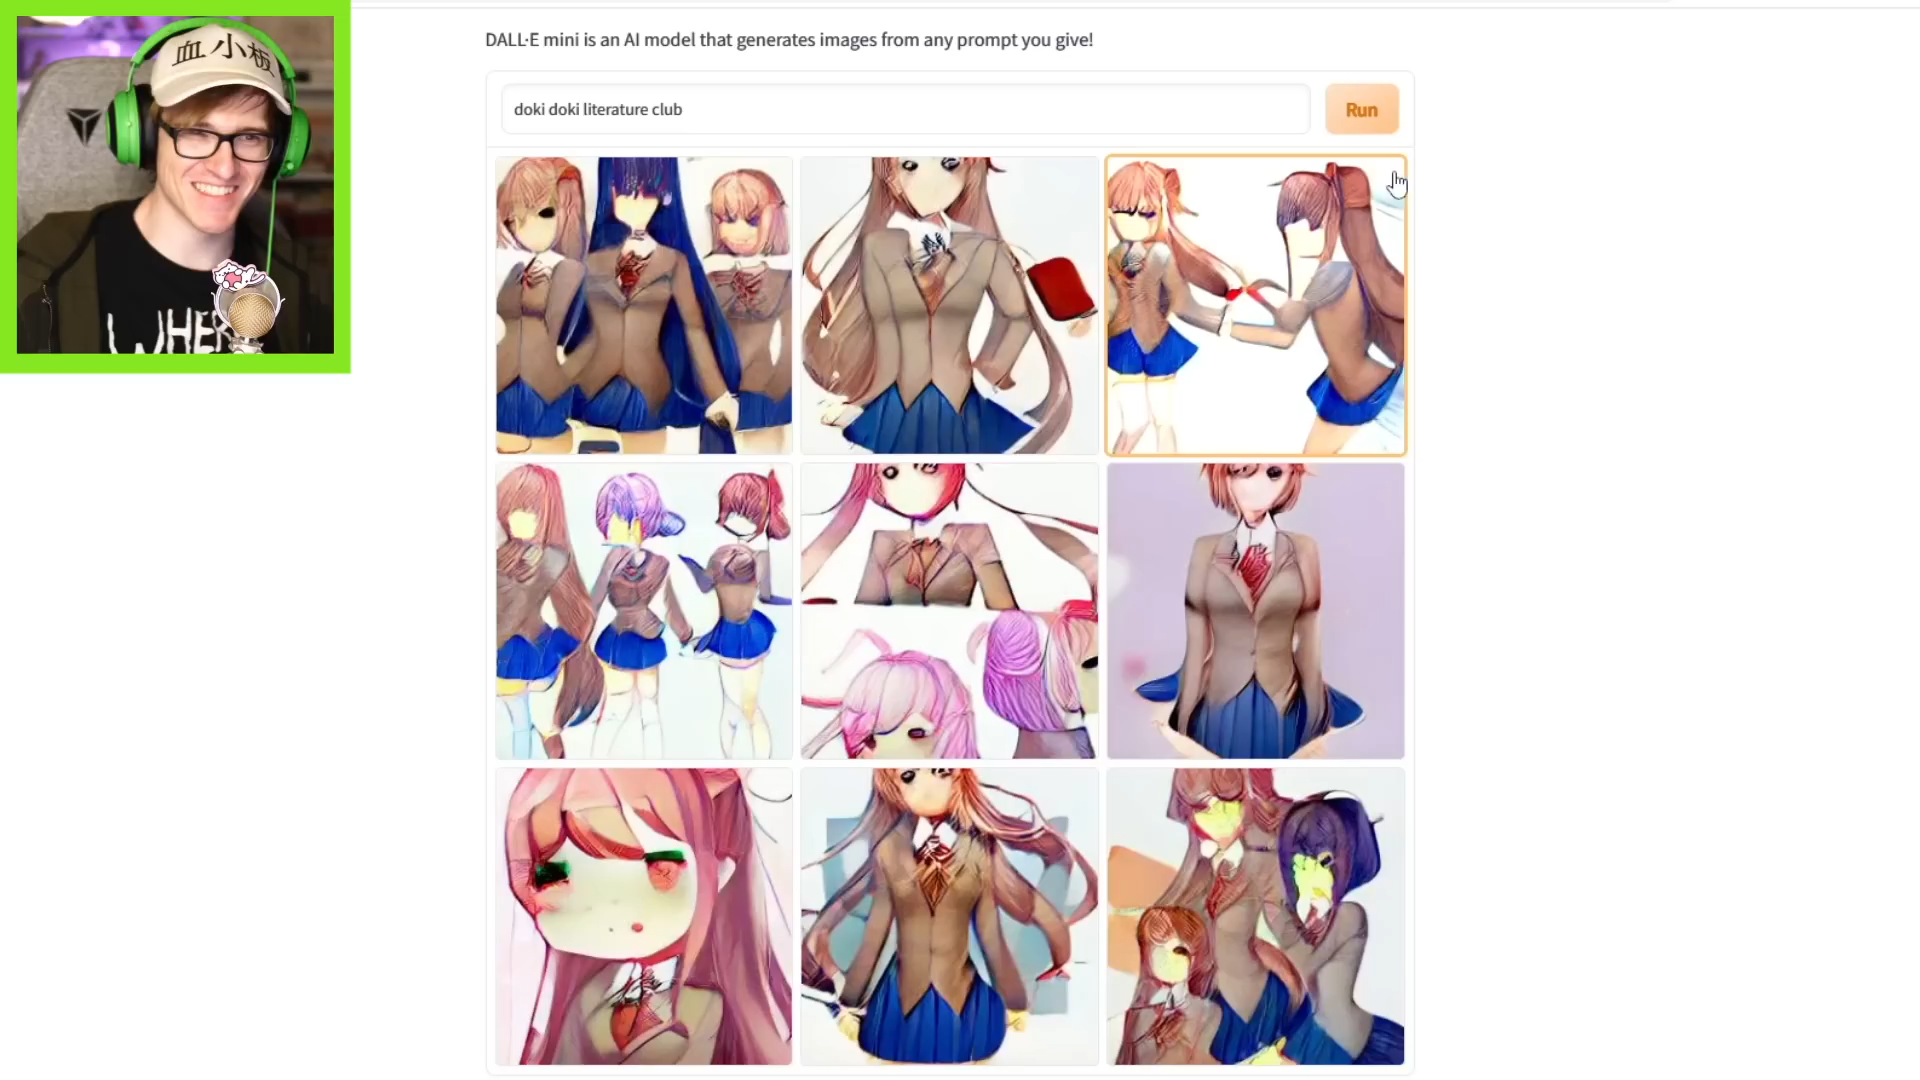 血小板
WHER
DALL·E mini is an AI model that generates images from any prompt you give!
doki doki literature club
Run